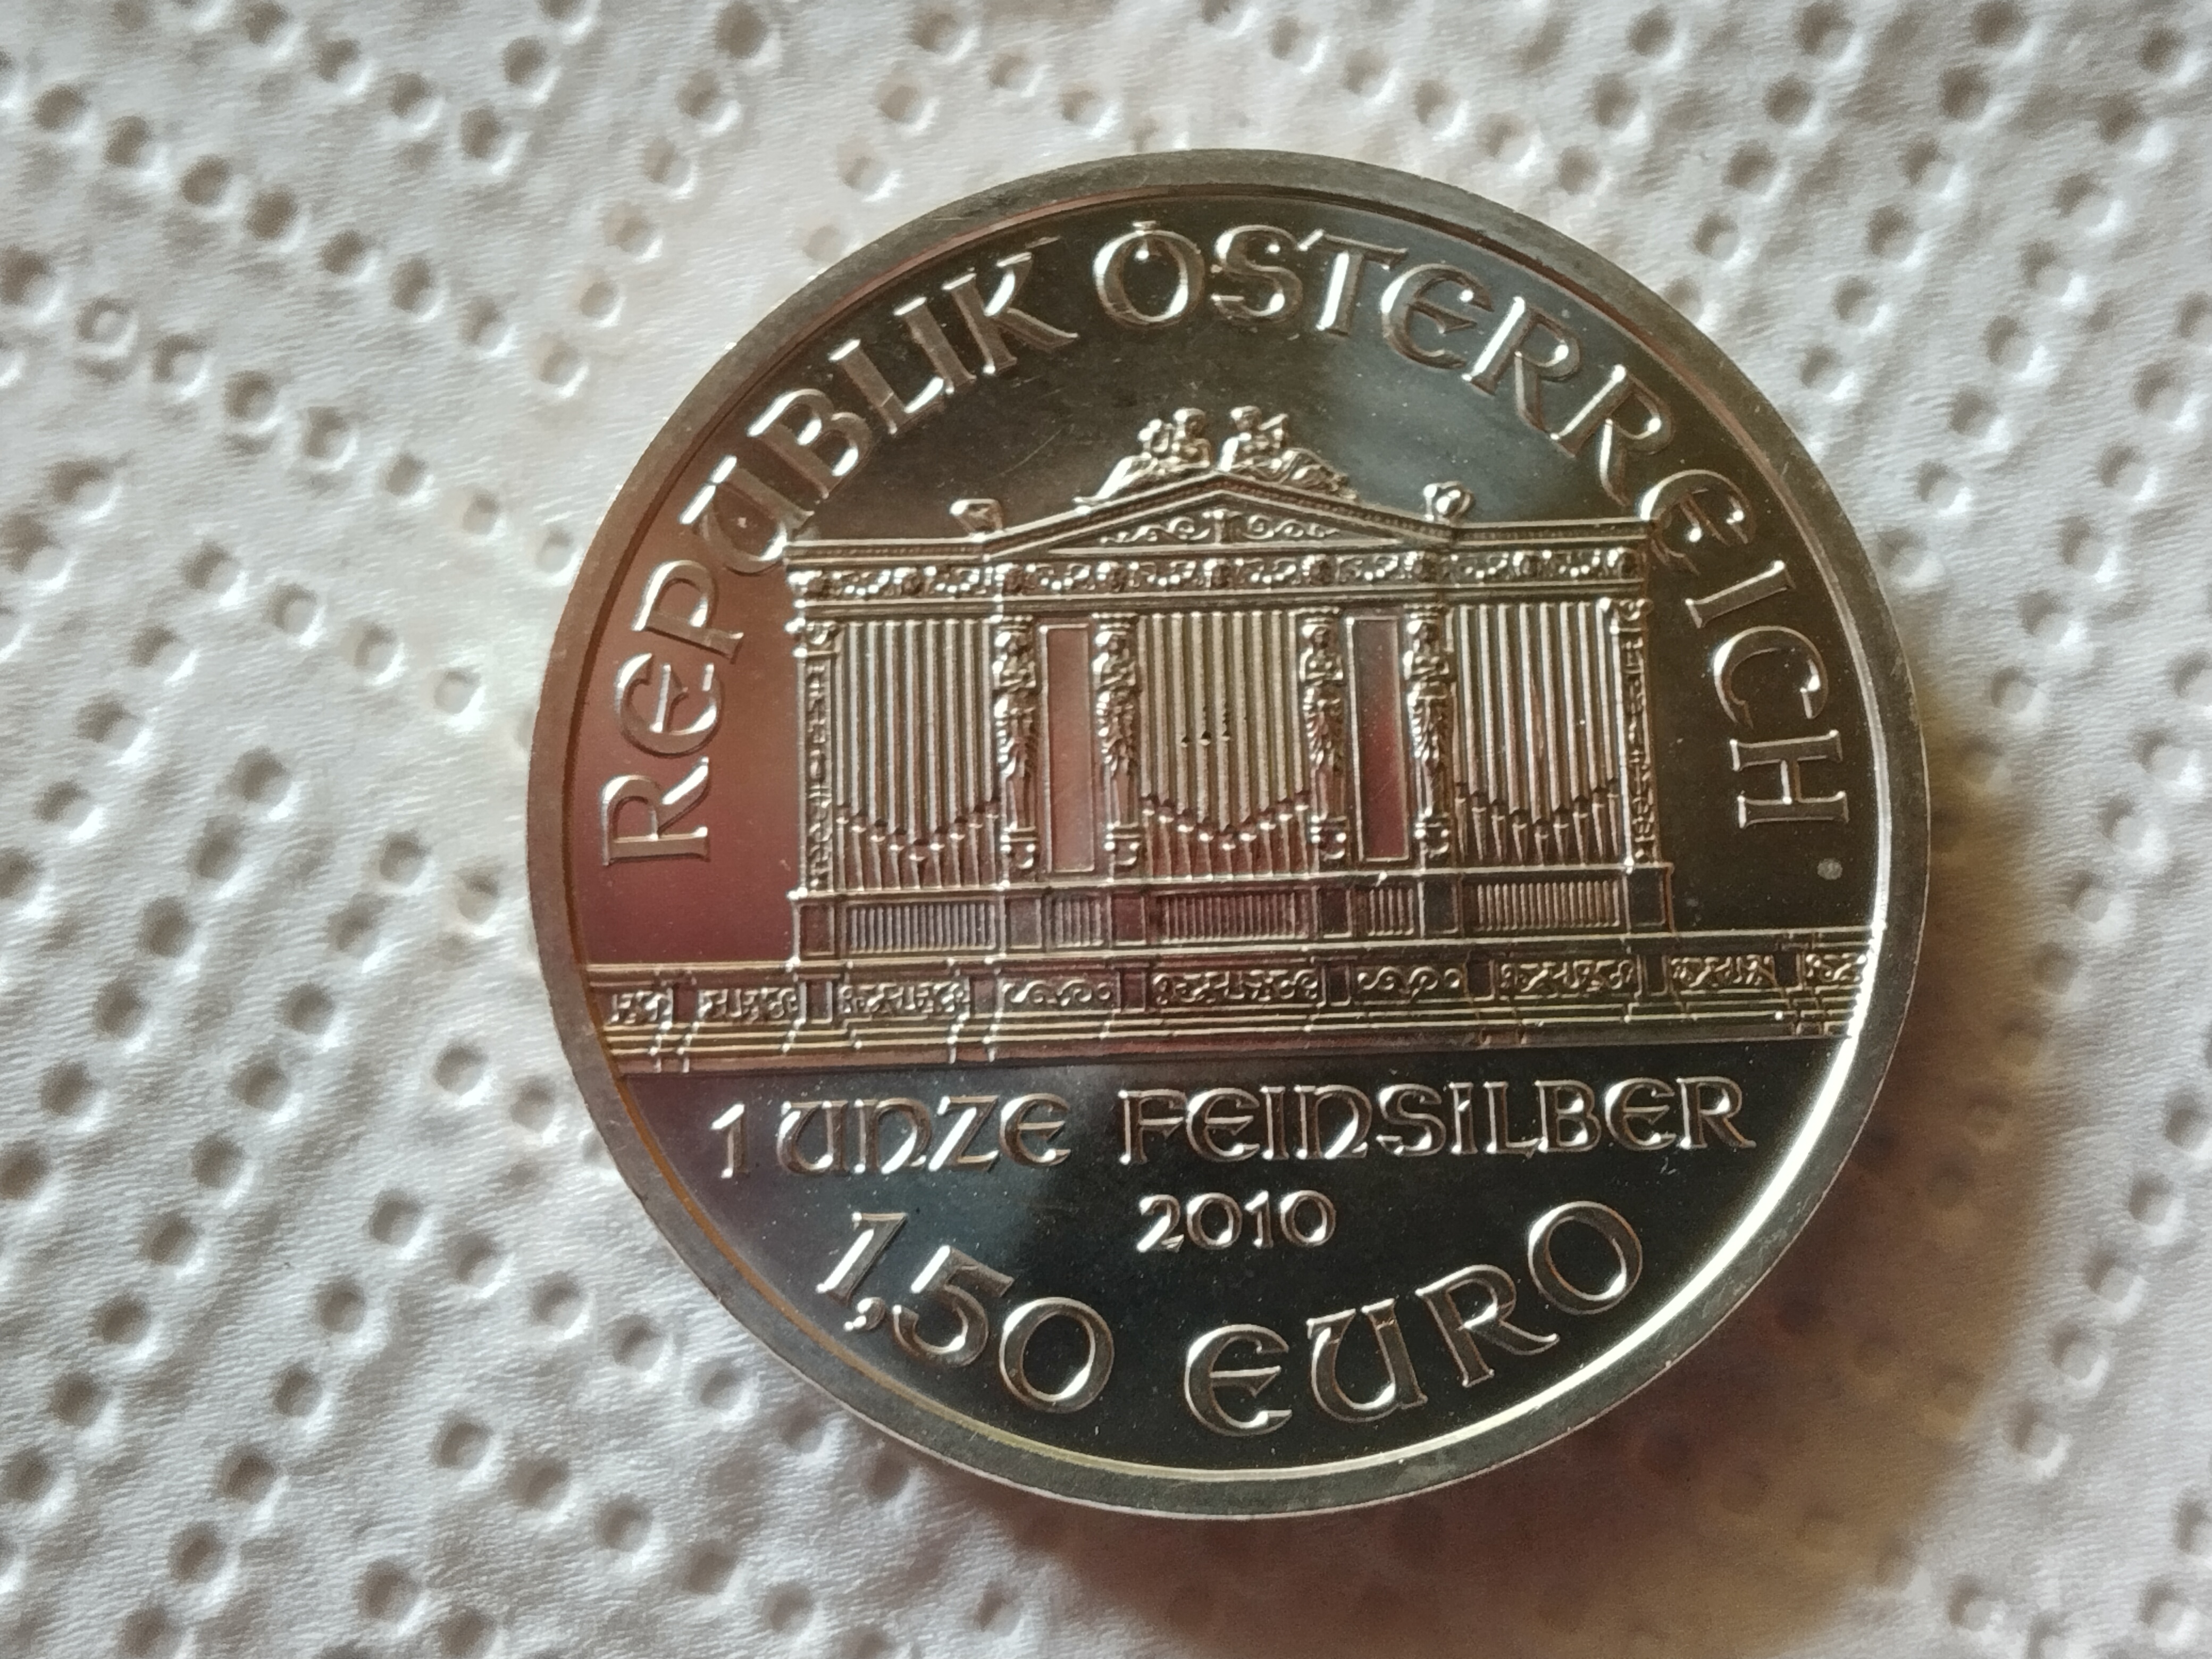 REPUBLIK ÖSTERREICH
1 UNZE FEINSILBER
2010
1,50 EURO